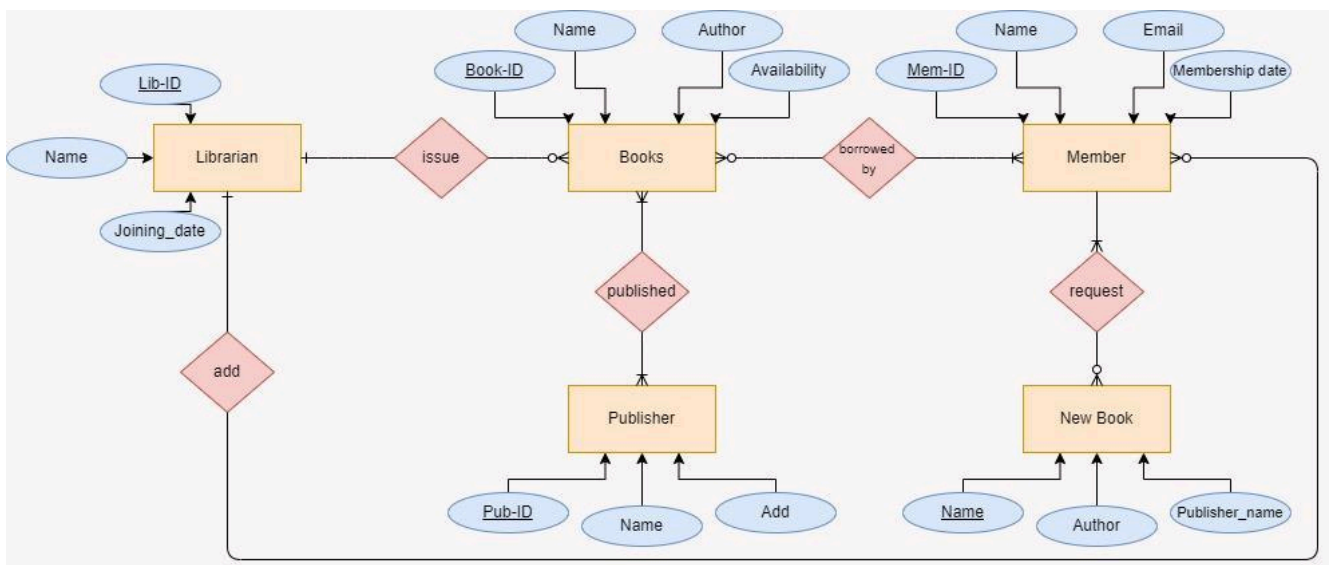 Name
Author
Name
Email
Lib-ID
Book-ID
Availability
Mem-ID
Membership date
Name
Librarian
issue
Books
borrowed
by
Member
Joining_date
published
request
add
Publisher
New Book
Pub-ID
Name
Add
Name
Author
Publisher_name